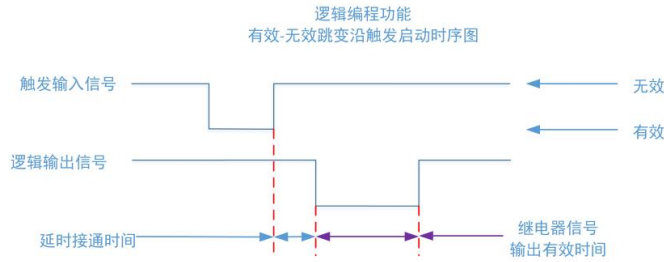 逻辑编程功能
有效-无效跳变沿触发启动时序图
触发输入信号
无效
有效
逻辑输出信号
延时接通时间
继电器信号
输出有效时间